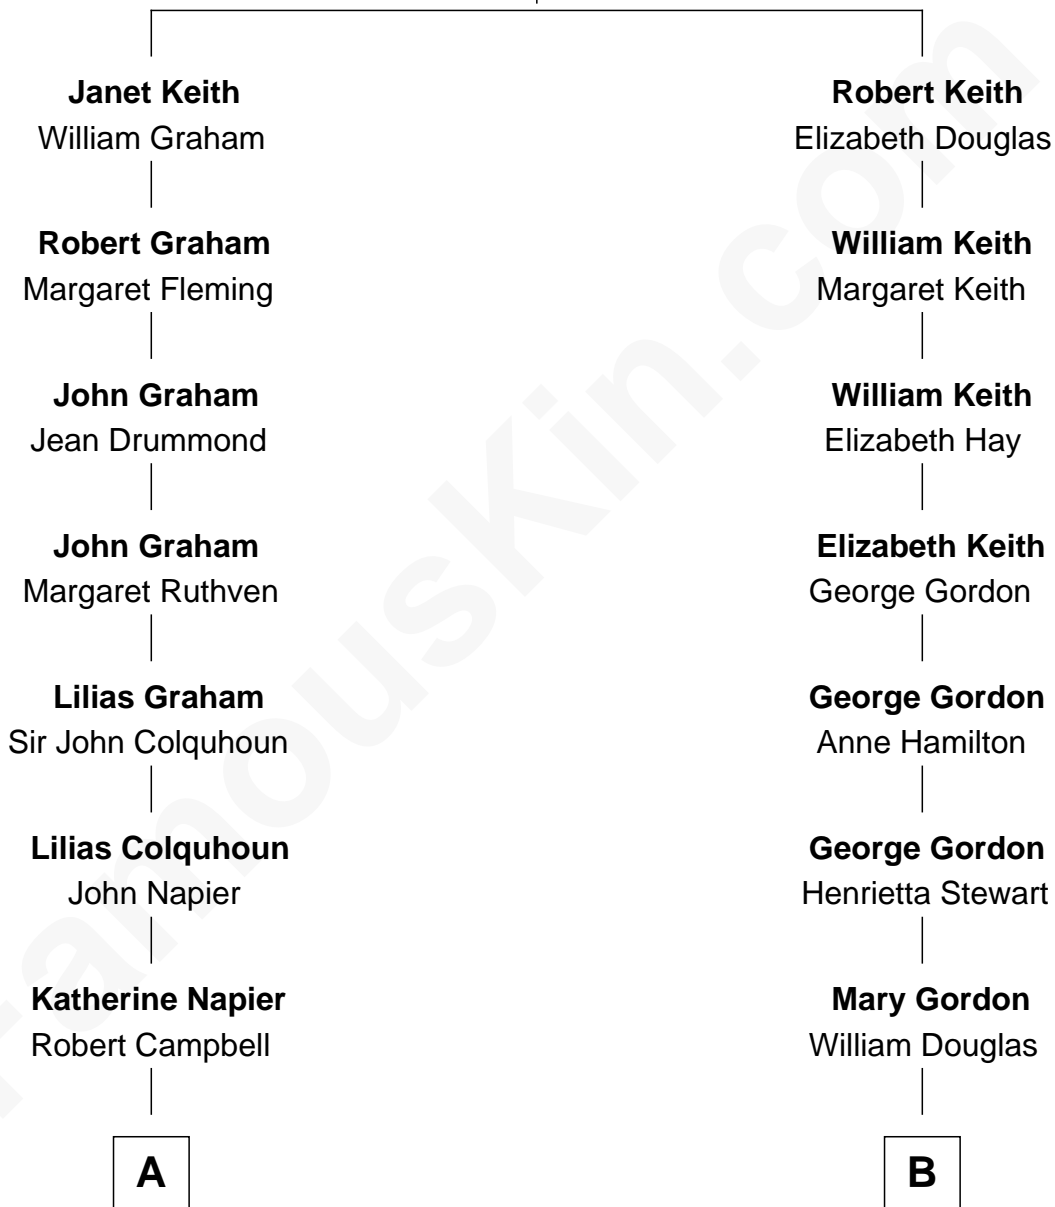 Janet Keith
William Graham
Robert Graham
Margaret Fleming
John Graham
Jean Drummond
John Graham
Margaret Ruthven
Lilias Graham
Sir John Colquhoun
Lilias Colquhoun
John Napier
Katherine Napier
Robert Campbell
A
Robert Keith
Elizabeth Douglas
William Keith
Margaret Keith
William Keith
Elizabeth Hay
Elizabeth Keith
George Gordon
George Gordon
Anne Hamilton
George Gordon
Henrietta Stewart
Mary Gordon
William Douglas
B
FamousKin.com